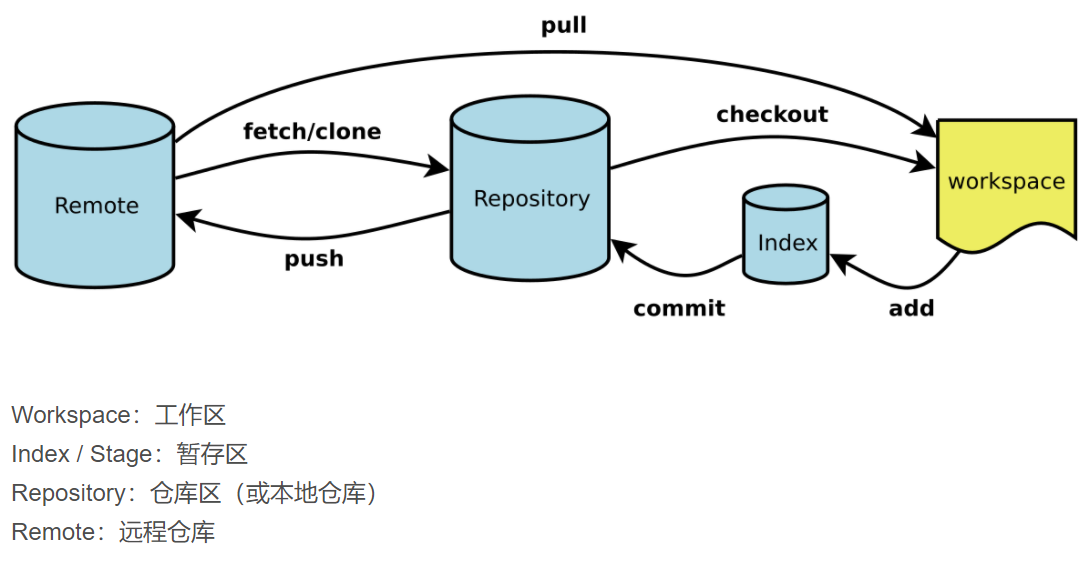 pull
fetch/clone
checkout
Remote
Repository
workspace
Index
push
commit
add
Workspace：工作区
Index / Stage：暂存区
Repository：仓库区（或本地仓库）
Remote：远程仓库